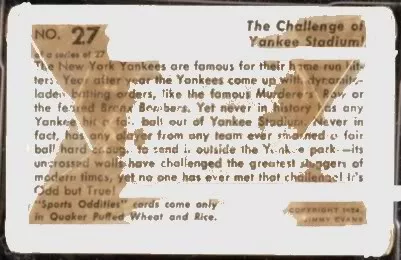 NO. 27
of a series of 27
The Challenge of
Yankee Stadium!
The New York Yankees are famous for their home run hit-
ters. Year after year the Yankees come up with dynamite-
laden batting orders, like the famous Murderer's Row or
the feared Bronx Bombers. Yet never in history has any
Yankee hit a fair ball out of Yankee Stadium. Never in
fact, has any player from any team ever slammed a fair
ball hard enough to send it outside the Yankee park—its
uncrossed walls have challenged the greatest sluggers of
modern times, yet no one has ever met that challenge! It's
Odd but True!
"Sports Oddities" cards come only
in Quaker Puffed Wheat and Rice.
COPYRIGHT 1954,
JIMMY EVANS